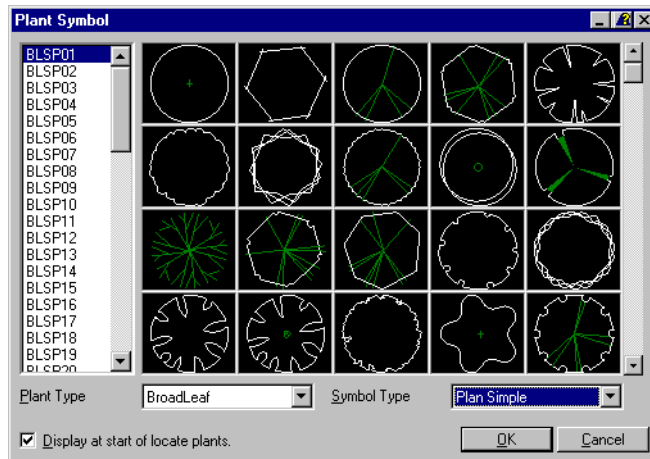 Plant Symbol
BLSP01
BLSP02
BLSP03
BLSP04
BLSP05
BLSP06
BLSP07
BLSP08
BLSP09
BLSP10
BLSP11
BLSP12
BLSP13
BLSP14
BLSP15
BLSP16
BLSP17
BLSP18
BLSP19
BLSP20
Plant Type
BroadLeaf
Symbol Type
Plan Simple
Display at start of locate plants.
OK
Cancel